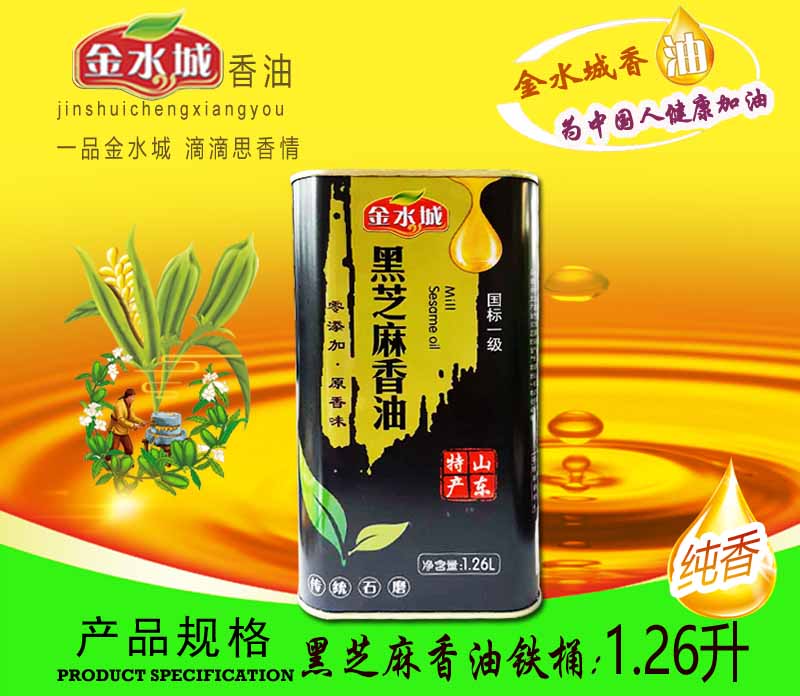 金水城 香油
jinshuichengxiangyou
一品金水城 滴滴思香情
金水城香油
为中国人健康加油
金水城
黑芝麻香油
Mill
Sesame oil
零添加·原香味
国标一级
山东
特产
净含量:1.26L
传统石磨
纯香
产品规格
PRODUCT SPECIFICATION
黑芝麻香油铁桶:1.26升